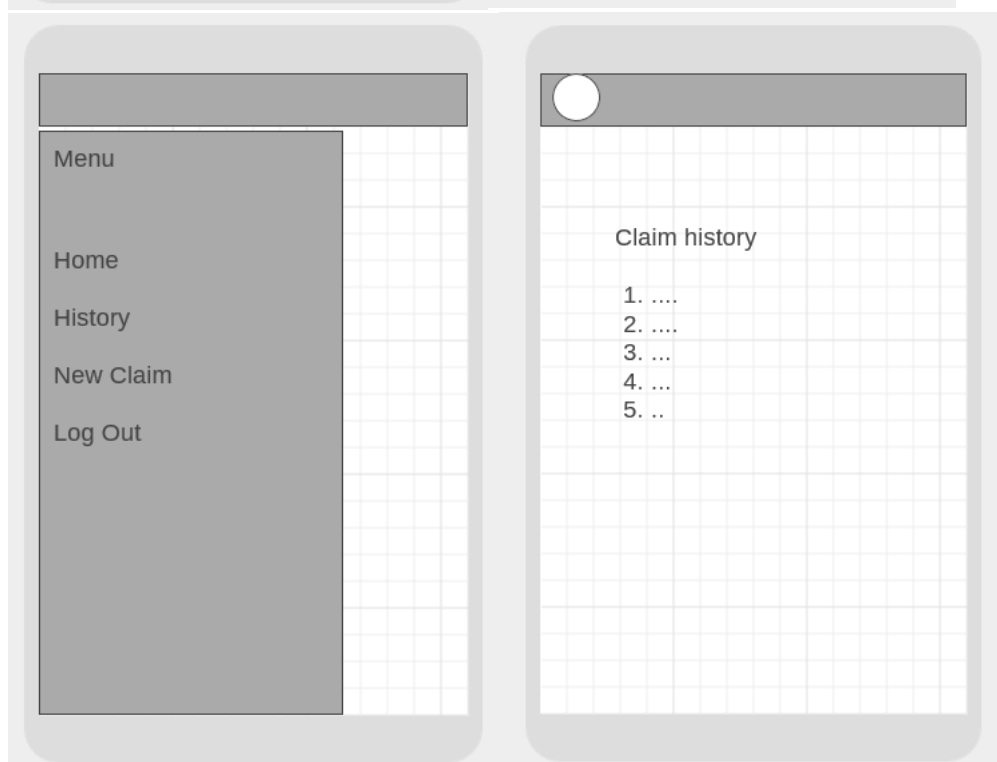 Menu
Home
History
New Claim
Log Out
Claim history
1. ....
2. ....
3. ...
4. ...
5. ..